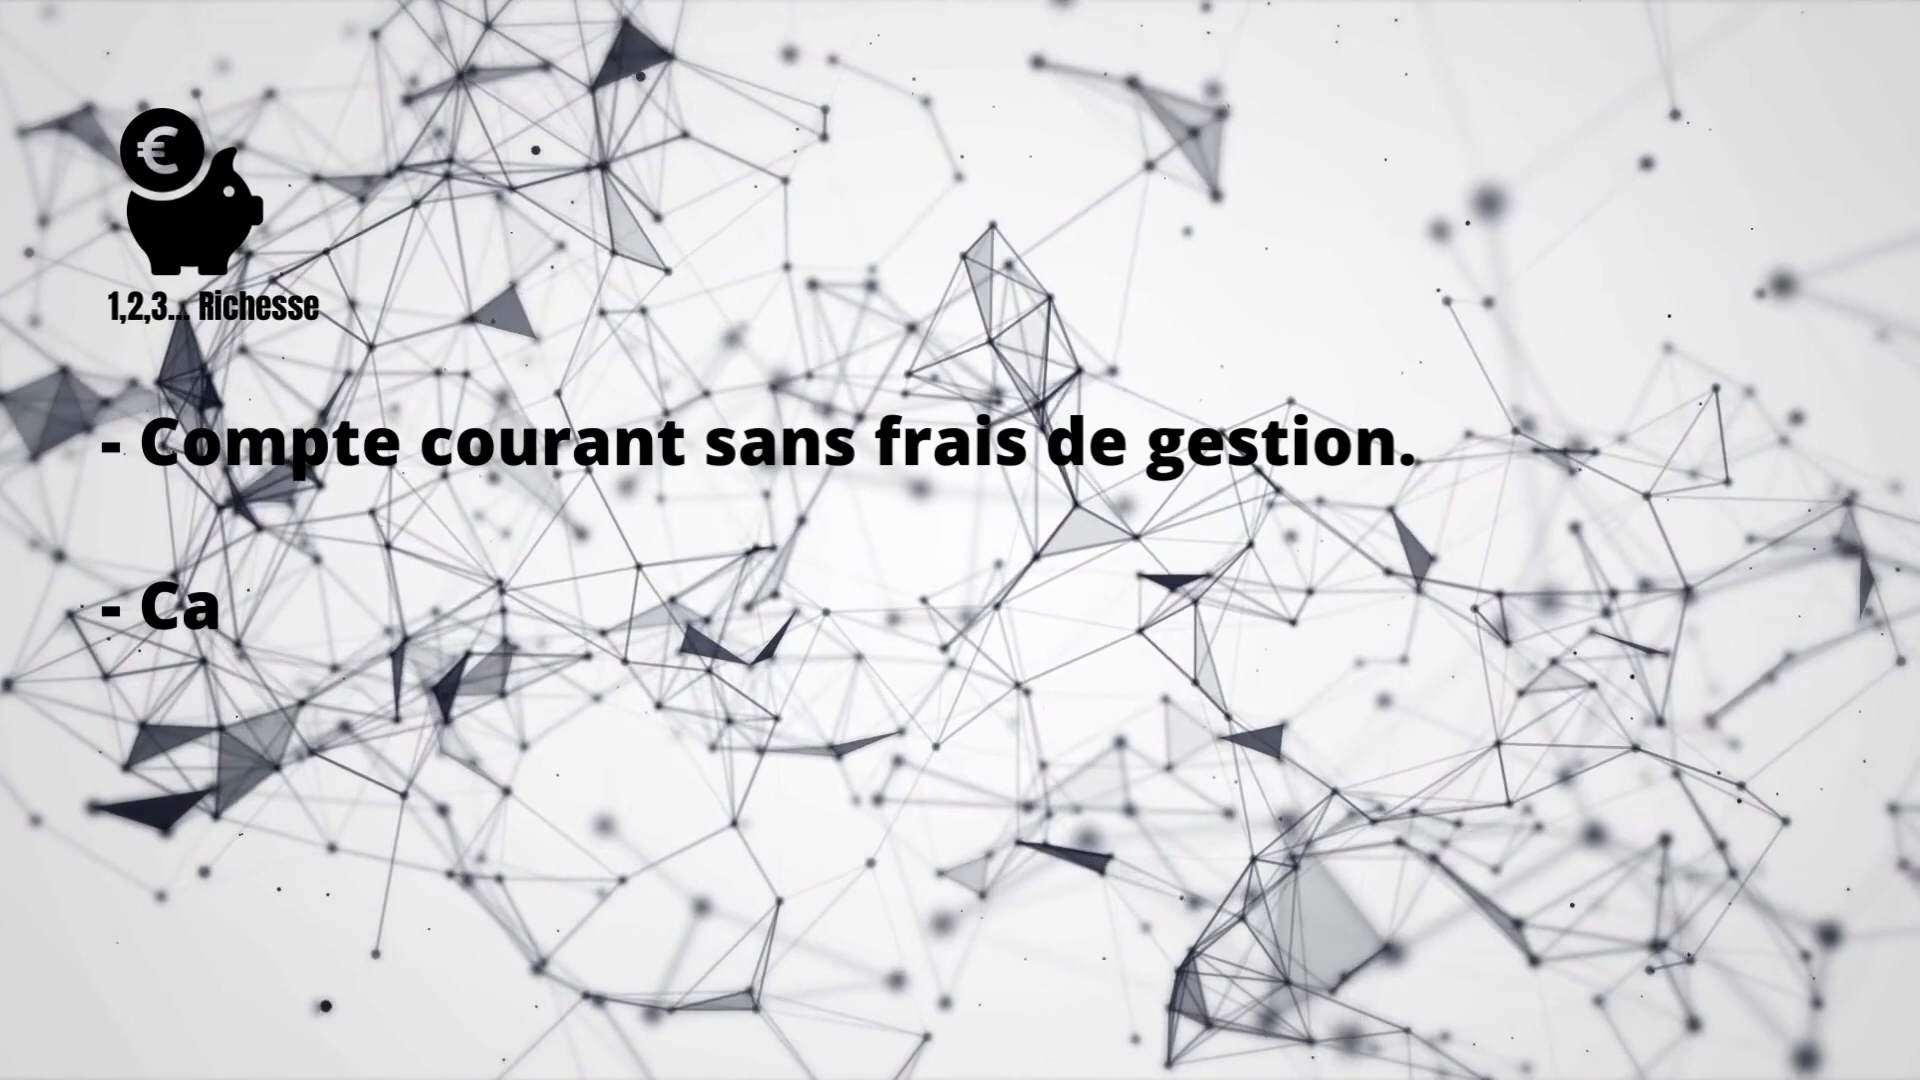 €
1,2,3... Richesse
- Compte courant sans frais de gestion.
- Ca